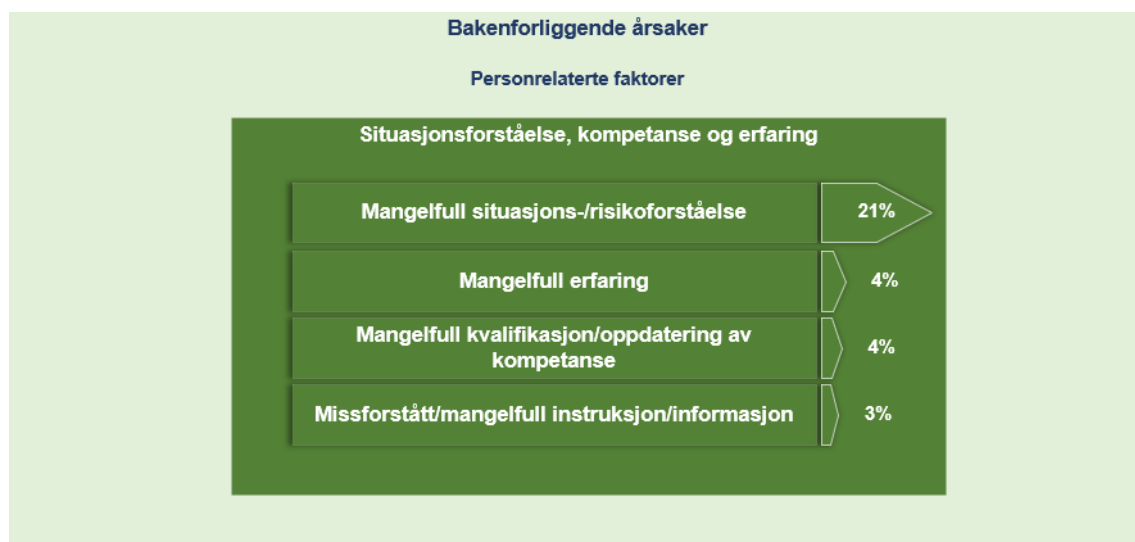 Bakenforliggende årsaker
Personrelaterte faktorer
Situasjonsforståelse, kompetanse og erfaring
Mangelfull situasjons-/risikoforståelse
21%
Mangelfull erfaring
4%
Mangelfull kvalifikasjon/oppdatering av
kompetanse
4%
Missforstått/mangelfull instruksjon/informasjon
3%